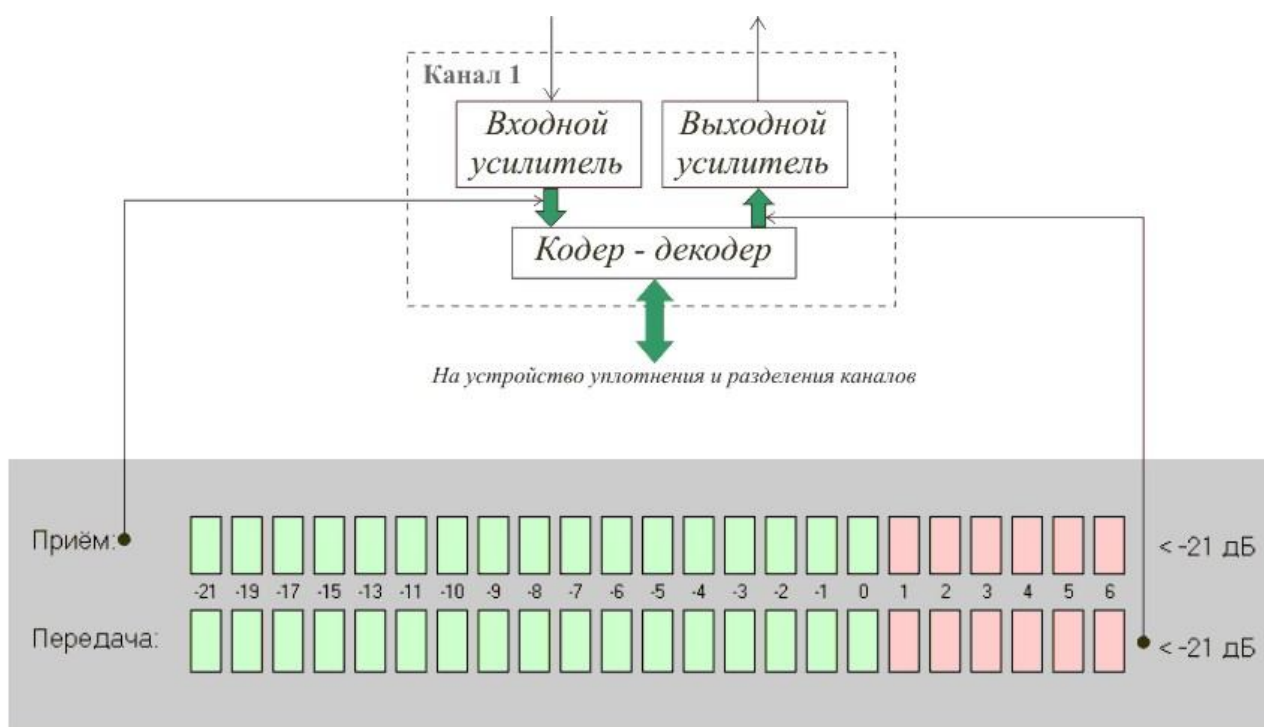 Канал 1
Входной
усилитель
Выходной
усилитель
Кодер - декодер
На устройство уплотнения и разделения каналов
Приём:
< -21 дБ
-21 -19 -17 -15 -13 -11 -10 -9 -8 -7 -6 -5 -4 -3 -2 -1 0 1 2 3 4 5 6
Передача:
< -21 дБ